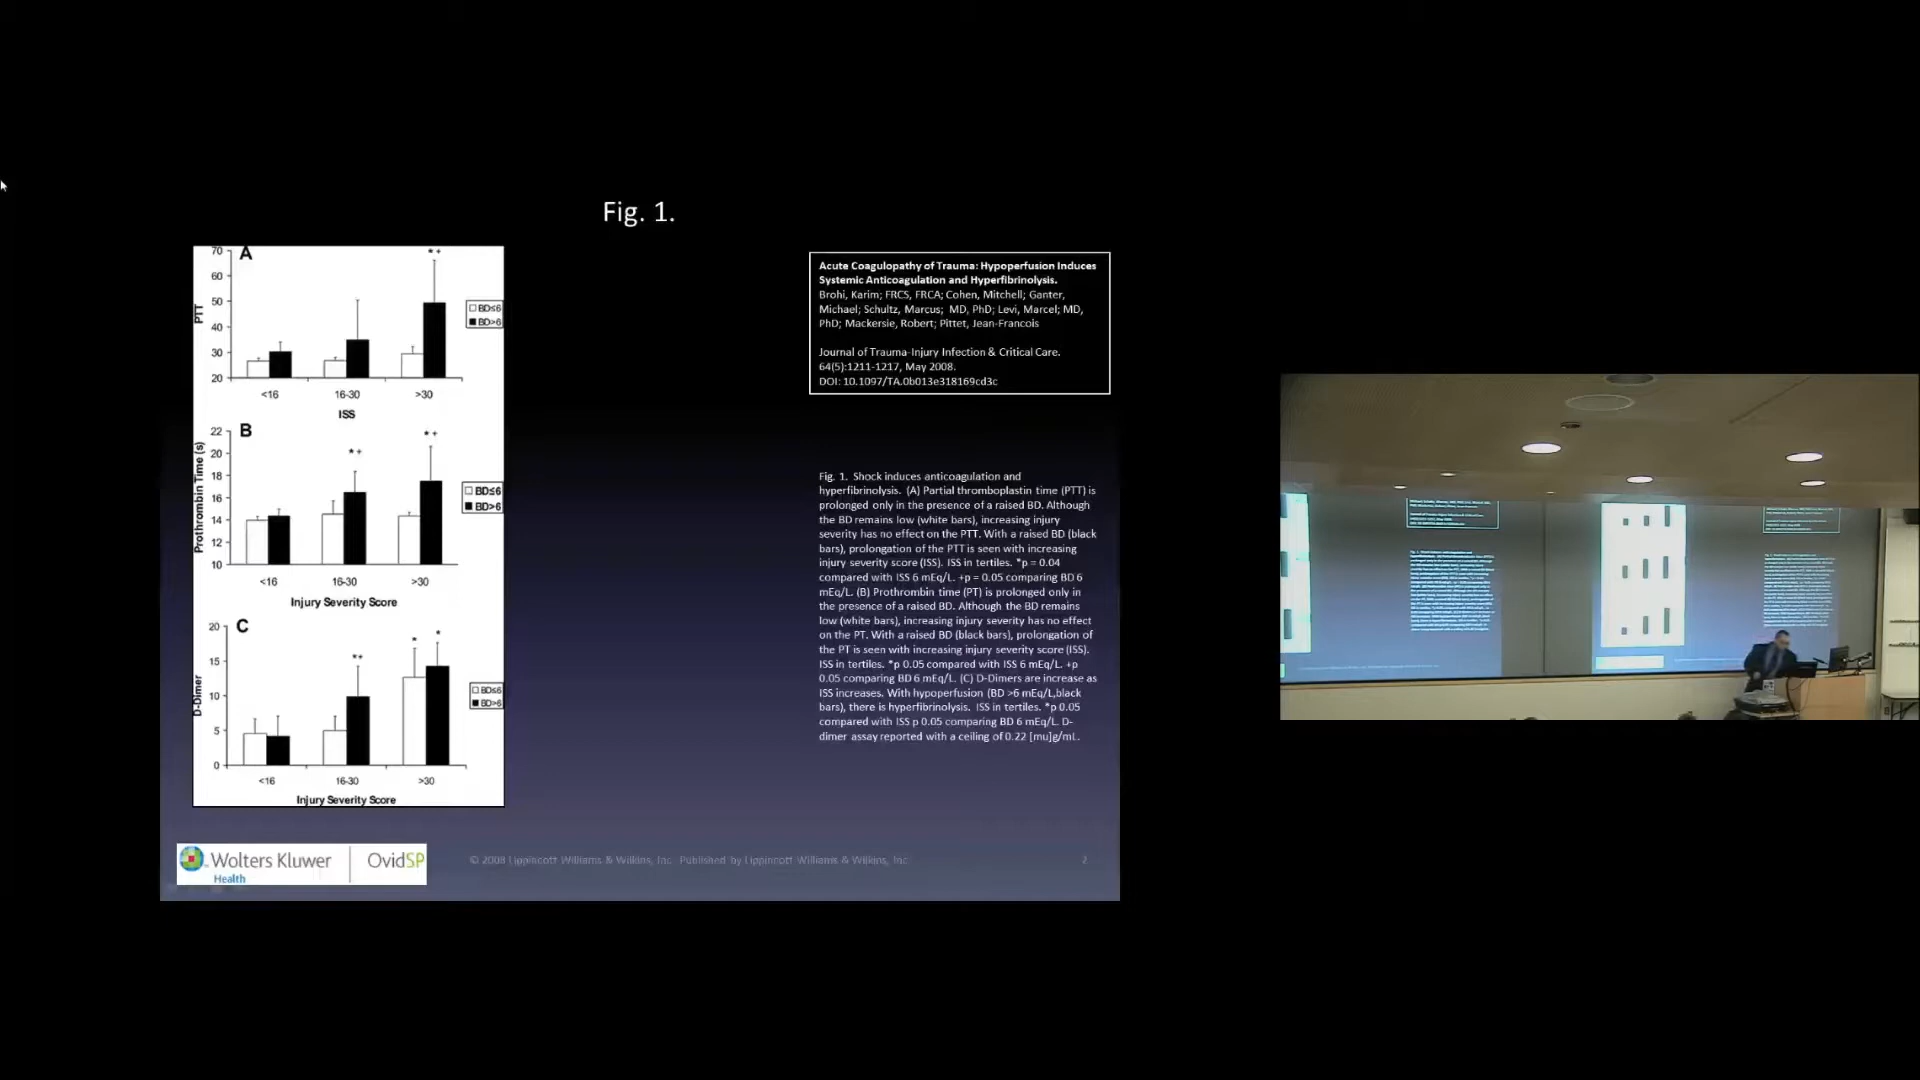 Fig. 1.
A
70
60
50
40
30
20
PTT
* +
BD≤6
BD>6
<16
16-30
>30
ISS
B
22
20
18
16
14
12
10
Prothrombin Time (s)
* +
* +
BD≤6
BD>6
<16
16-30
>30
Injury Severity Score
C
20
15
10
5
0
D-Dimer
*+
*
*
BD≤6
BD>6
<16
16-30
>30
Injury Severity Score
Acute Coagulopathy of Trauma: Hypoperfusion Induces
Systemic Anticoagulation and Hyperfibrinolysis.
Brohi, Karim; FRCS, FRCA; Cohen, Mitchell; Ganter,
Michael; Schultz, Marcus; MD, PhD; Levi, Marcel; MD,
PhD; Mackersie, Robert; Pittet, Jean-Francois
Journal of Trauma-Injury Infection & Critical Care.
64(5):1211-1217, May 2008.
DOI: 10.1097/TA.0b013e318169cd3c
Fig. 1. Shock induces anticoagulation and
hyperfibrinolysis. (A) Partial thromboplastin time (PTT) is
prolonged only in the presence of a raised BD. Although
the BD remains low (white bars), increasing injury
severity has no effect on the PTT. With a raised BD (black
bars), prolongation of the PTT is seen with increasing
injury severity score (ISS). ISS in tertiles. *p = 0.04
compared with ISS 6 mEq/L. +p = 0.05 comparing BD 6
mEq/L. (B) Prothrombin time (PT) is prolonged only in
the presence of a raised BD. Although the BD remains
low (white bars), increasing injury severity has no effect
on the PT. With a raised BD (black bars), prolongation of
the PT is seen with increasing injury severity score (ISS).
ISS in tertiles. *p 0.05 compared with ISS 6 mEq/L. +p
0.05 comparing BD 6 mEq/L. (C) D-Dimers are increase as
ISS increases. With hypoperfusion (BD >6 mEq/L,black
bars), there is hyperfibrinolysis. ISS in tertiles. *p 0.05
compared with ISS p 0.05 comparing BD 6 mEq/L. D-
dimer assay reported with a ceiling of 0.22 [mu]g/mL.
Wolters Kluwer
Health
OvidSP
© 2008 Lippincott Williams & Wilkins, Inc. Published by Lippincott Williams & Wilkins, Inc.
2